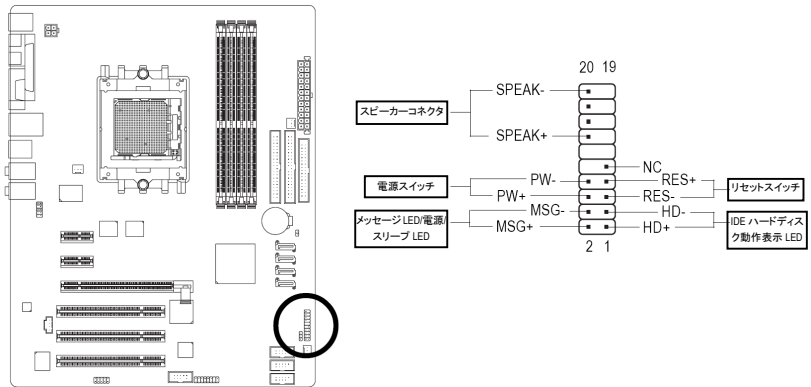 20 19
SPEAK-
スピーカーコネクタ
SPEAK+
NC
PW-
RES+
電源スイッチ
リセットスイッチ
PW+
RES-
メッセージ LED/電源/
スリープ LED
MSG-
HD-
IDE ハードディス
ク動作表示 LED
MSG+
HD+
2 1